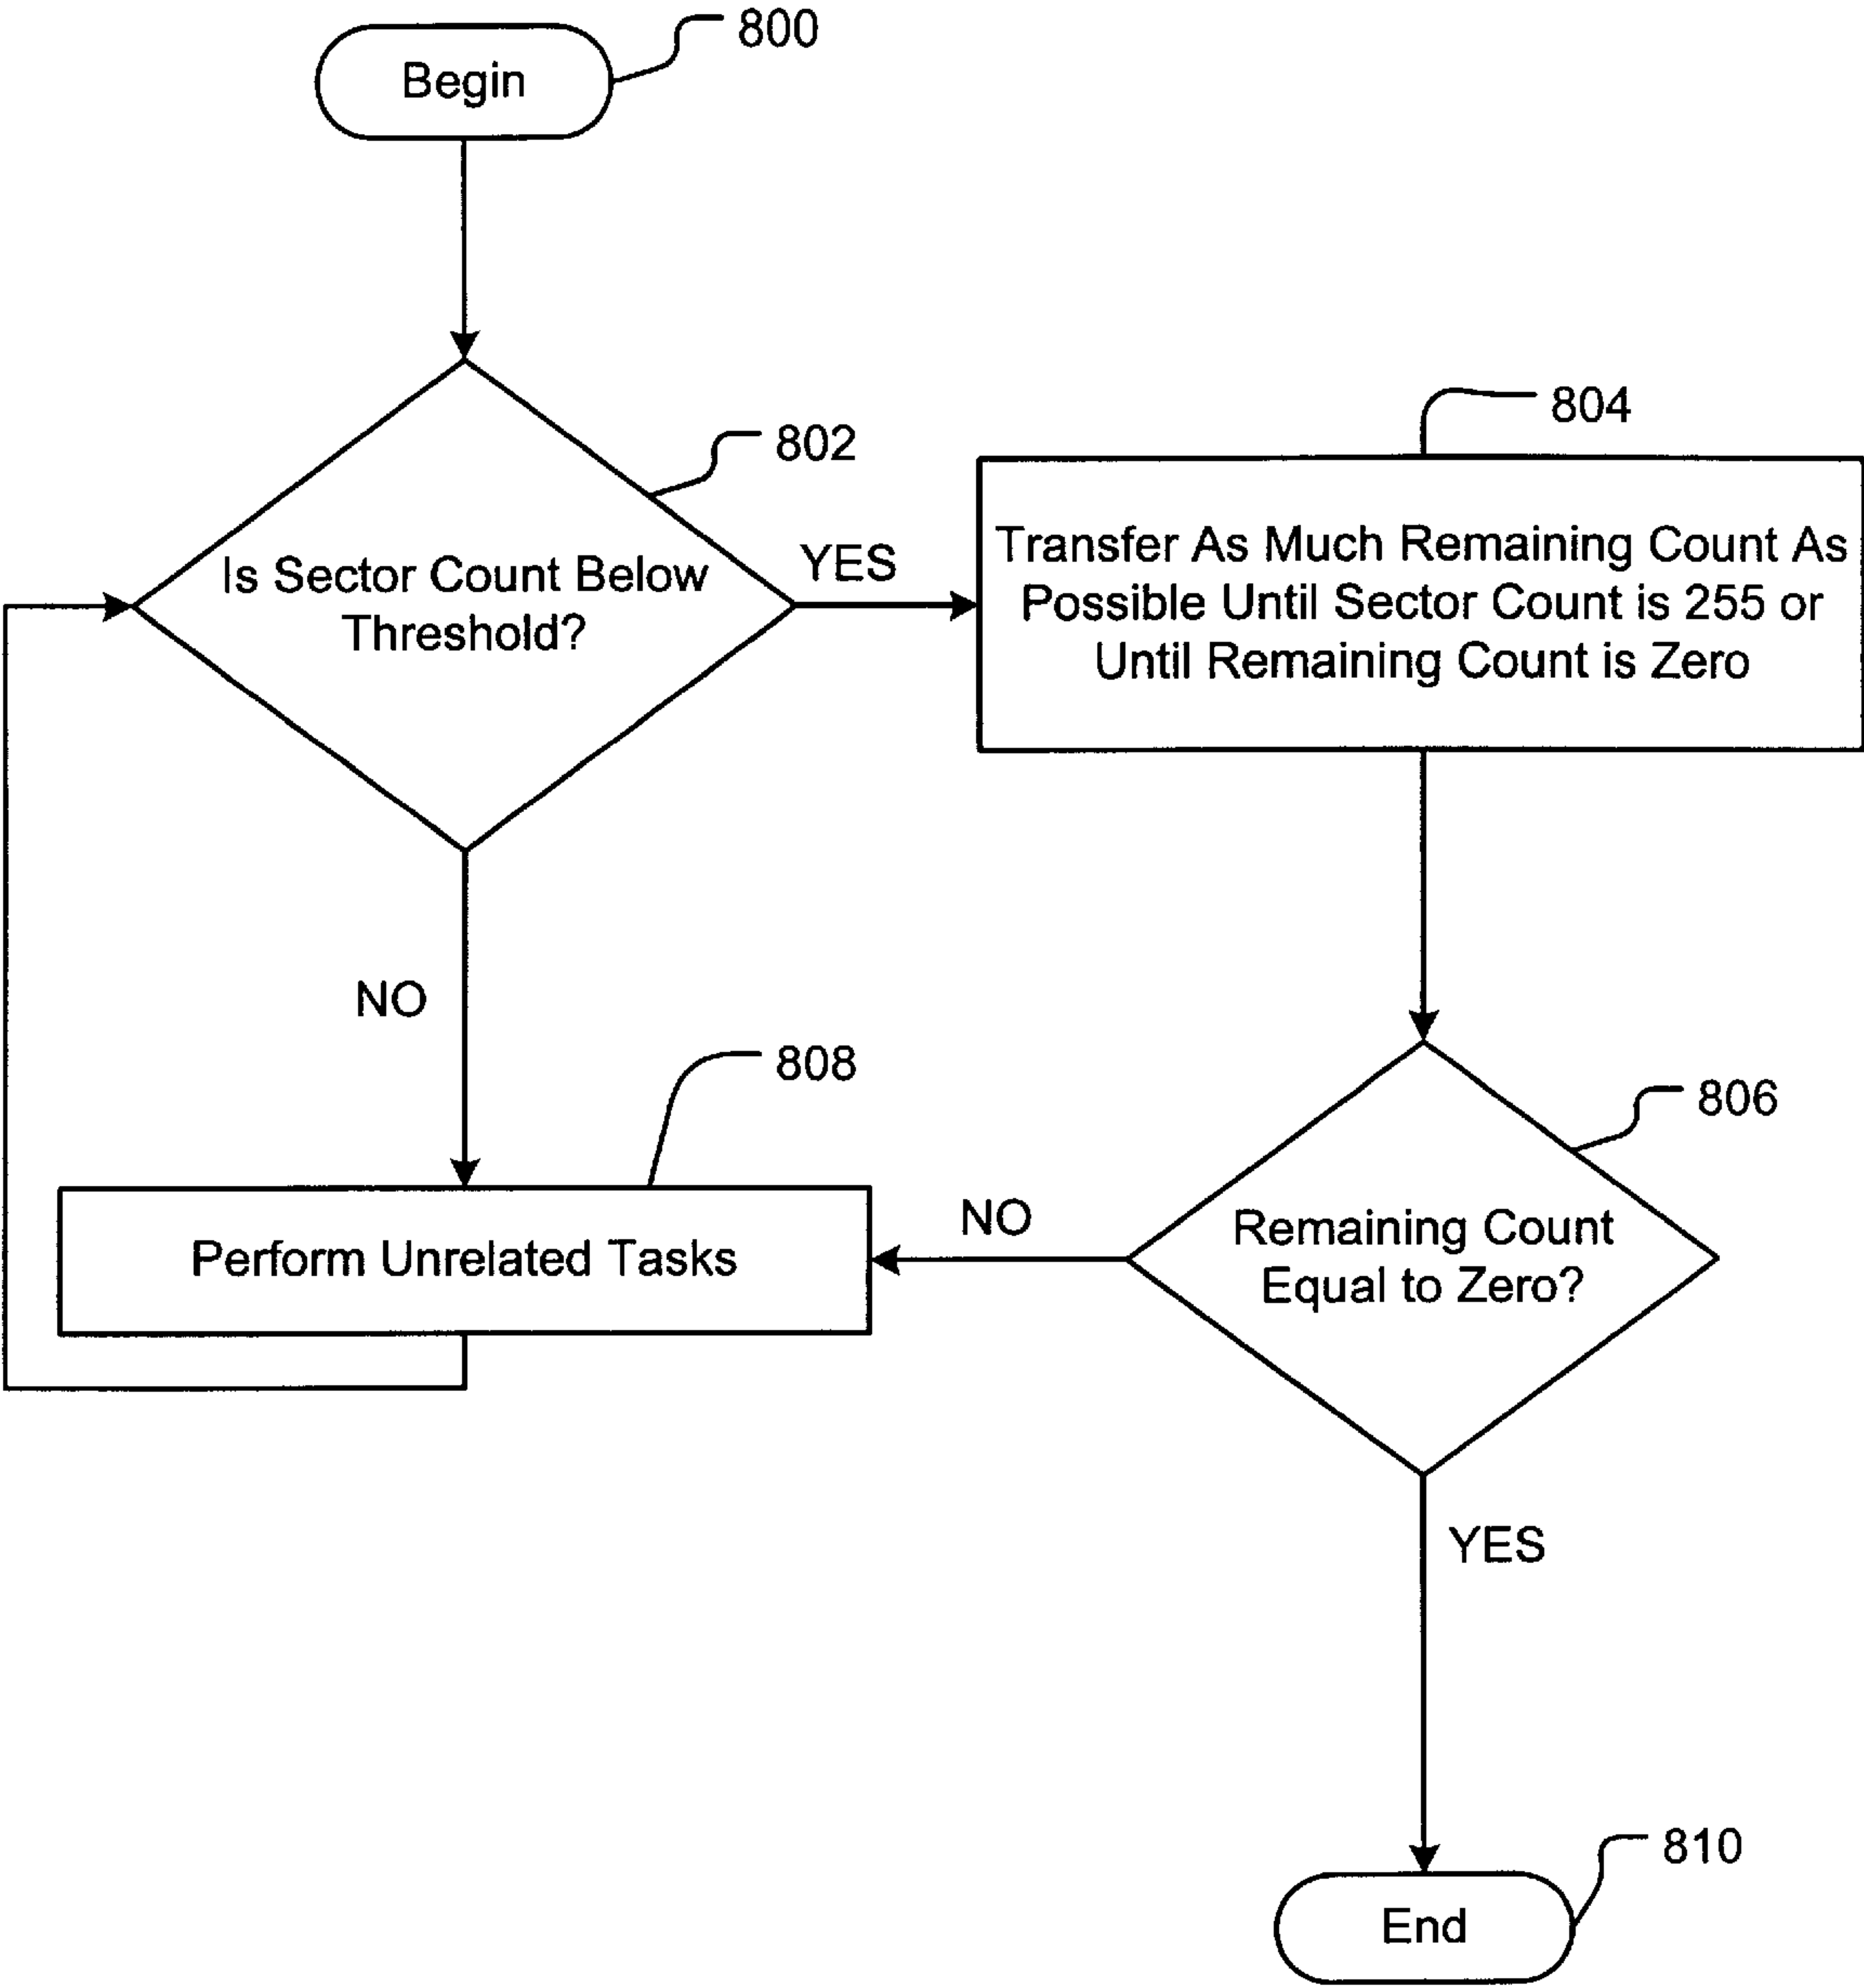 800
Begin
802
Is Sector Count Below
Threshold?
YES
804
Transfer As Much Remaining Count As
Possible Until Sector Count is 255 or
Until Remaining Count is Zero
NO
808
Perform Unrelated Tasks
NO
806
Remaining Count
Equal to Zero?
YES
810
End